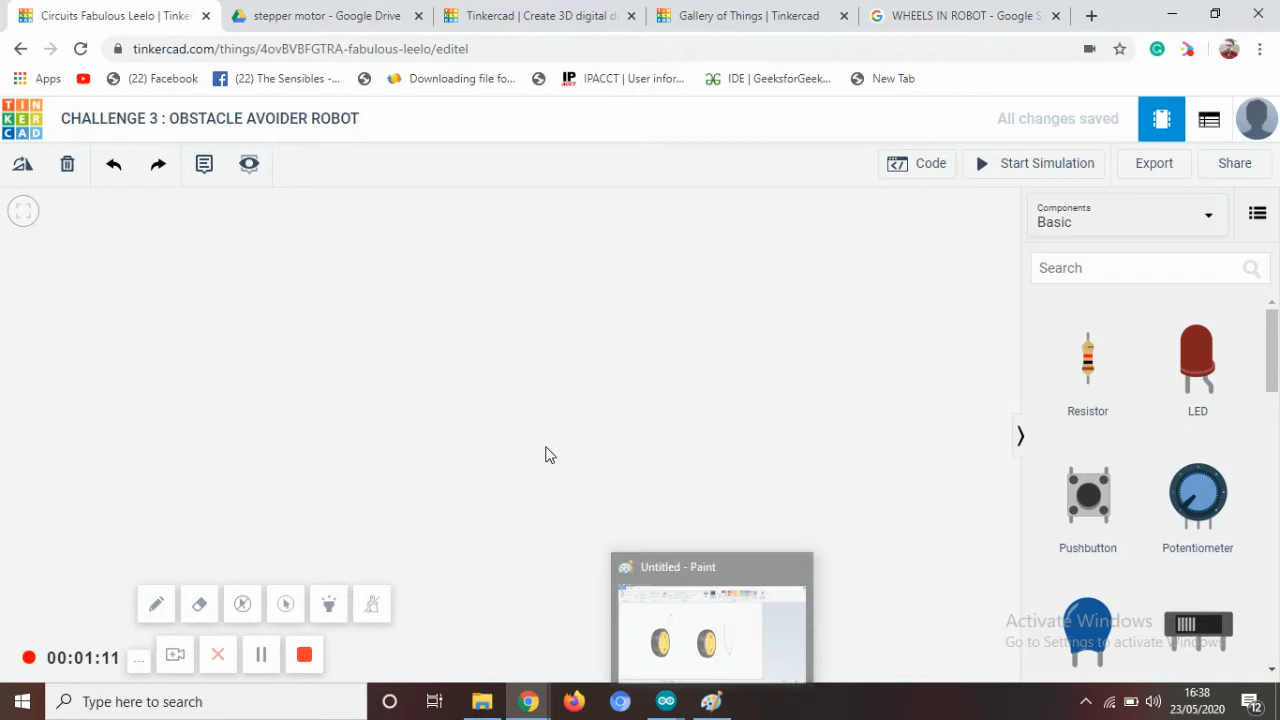 Circuits Fabulous Leelo | Tinker
stepper motor - Google Drive
Tinkercad | Create 3D digital d
Gallery of Things | Tinkercad
WHEELS IN ROBOT - Google S
tinkercad.com/things/4ovBVBFGTRA-fabulous-leelo/editel
Apps
(22) Facebook
(22) The Sensibles -...
Downloading file fo...
IPACCT | User infor...
IDE | GeeksforGeek...
New Tab
TIN
KER
CAD
CHALLENGE 3 : OBSTACLE AVOIDER ROBOT
All changes saved
Code
Start Simulation
Export
Share
Components
Basic
Search
Resistor
LED
Pushbutton
Potentiometer
Untitled - Paint
Activate Windows
Go to Settings to activate Windows
00:01:11
...
Type here to search
16:38
23/05/2020
12